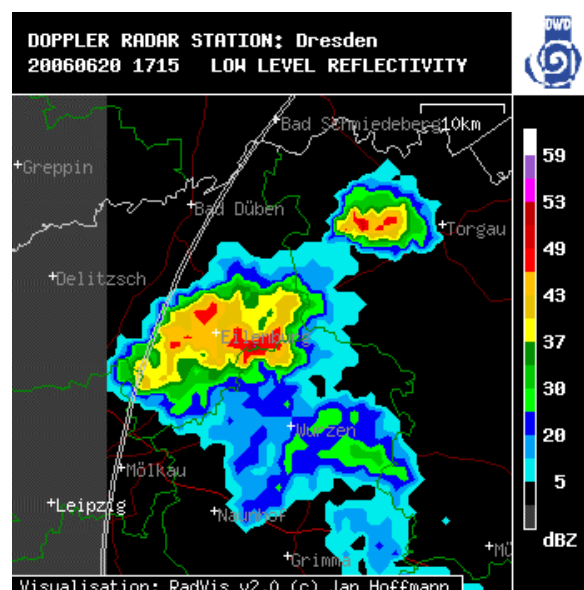 DOPPLER RADAR STATION: Dresden
20060620 1715 LOW LEVEL REFLECTIVITY
DWD
Bad Schmiedeberg
10km
Greppin
Bad Düben
Torgau
Delitzsch
Eilenburg
Wurzen
Mölkau
Leipzig
Naunhof
Grimma
Mü
59
53
49
43
37
30
20
5
dBZ
Visualisation: RadVis v2.0 (c) Jan Hoffmann